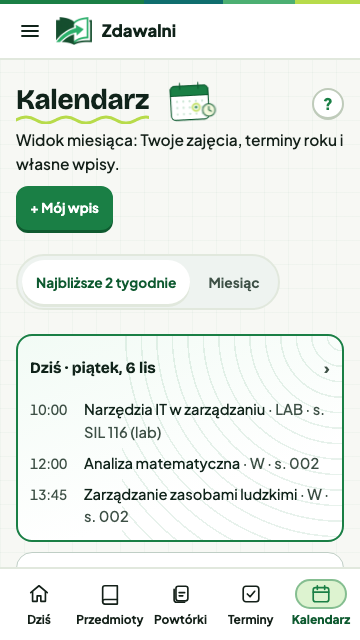 Zdawalni
Kalendarz
?
Widok miesiąca: Twoje zajęcia, terminy roku i
własne wpisy.
+ Mój wpis
Najbliższe 2 tygodnie
Miesiąc
Dziś · piątek, 6 lis
›
10:00 Narzędzia IT w zarządzaniu · LAB · s.
SIL 116 (lab)
12:00 Analiza matematyczna · W · s. 002
13:45 Zarządzanie zasobami ludzkimi · W ·
s. 002
Dziś
Przedmioty
Powtórki
Terminy
Kalendarz